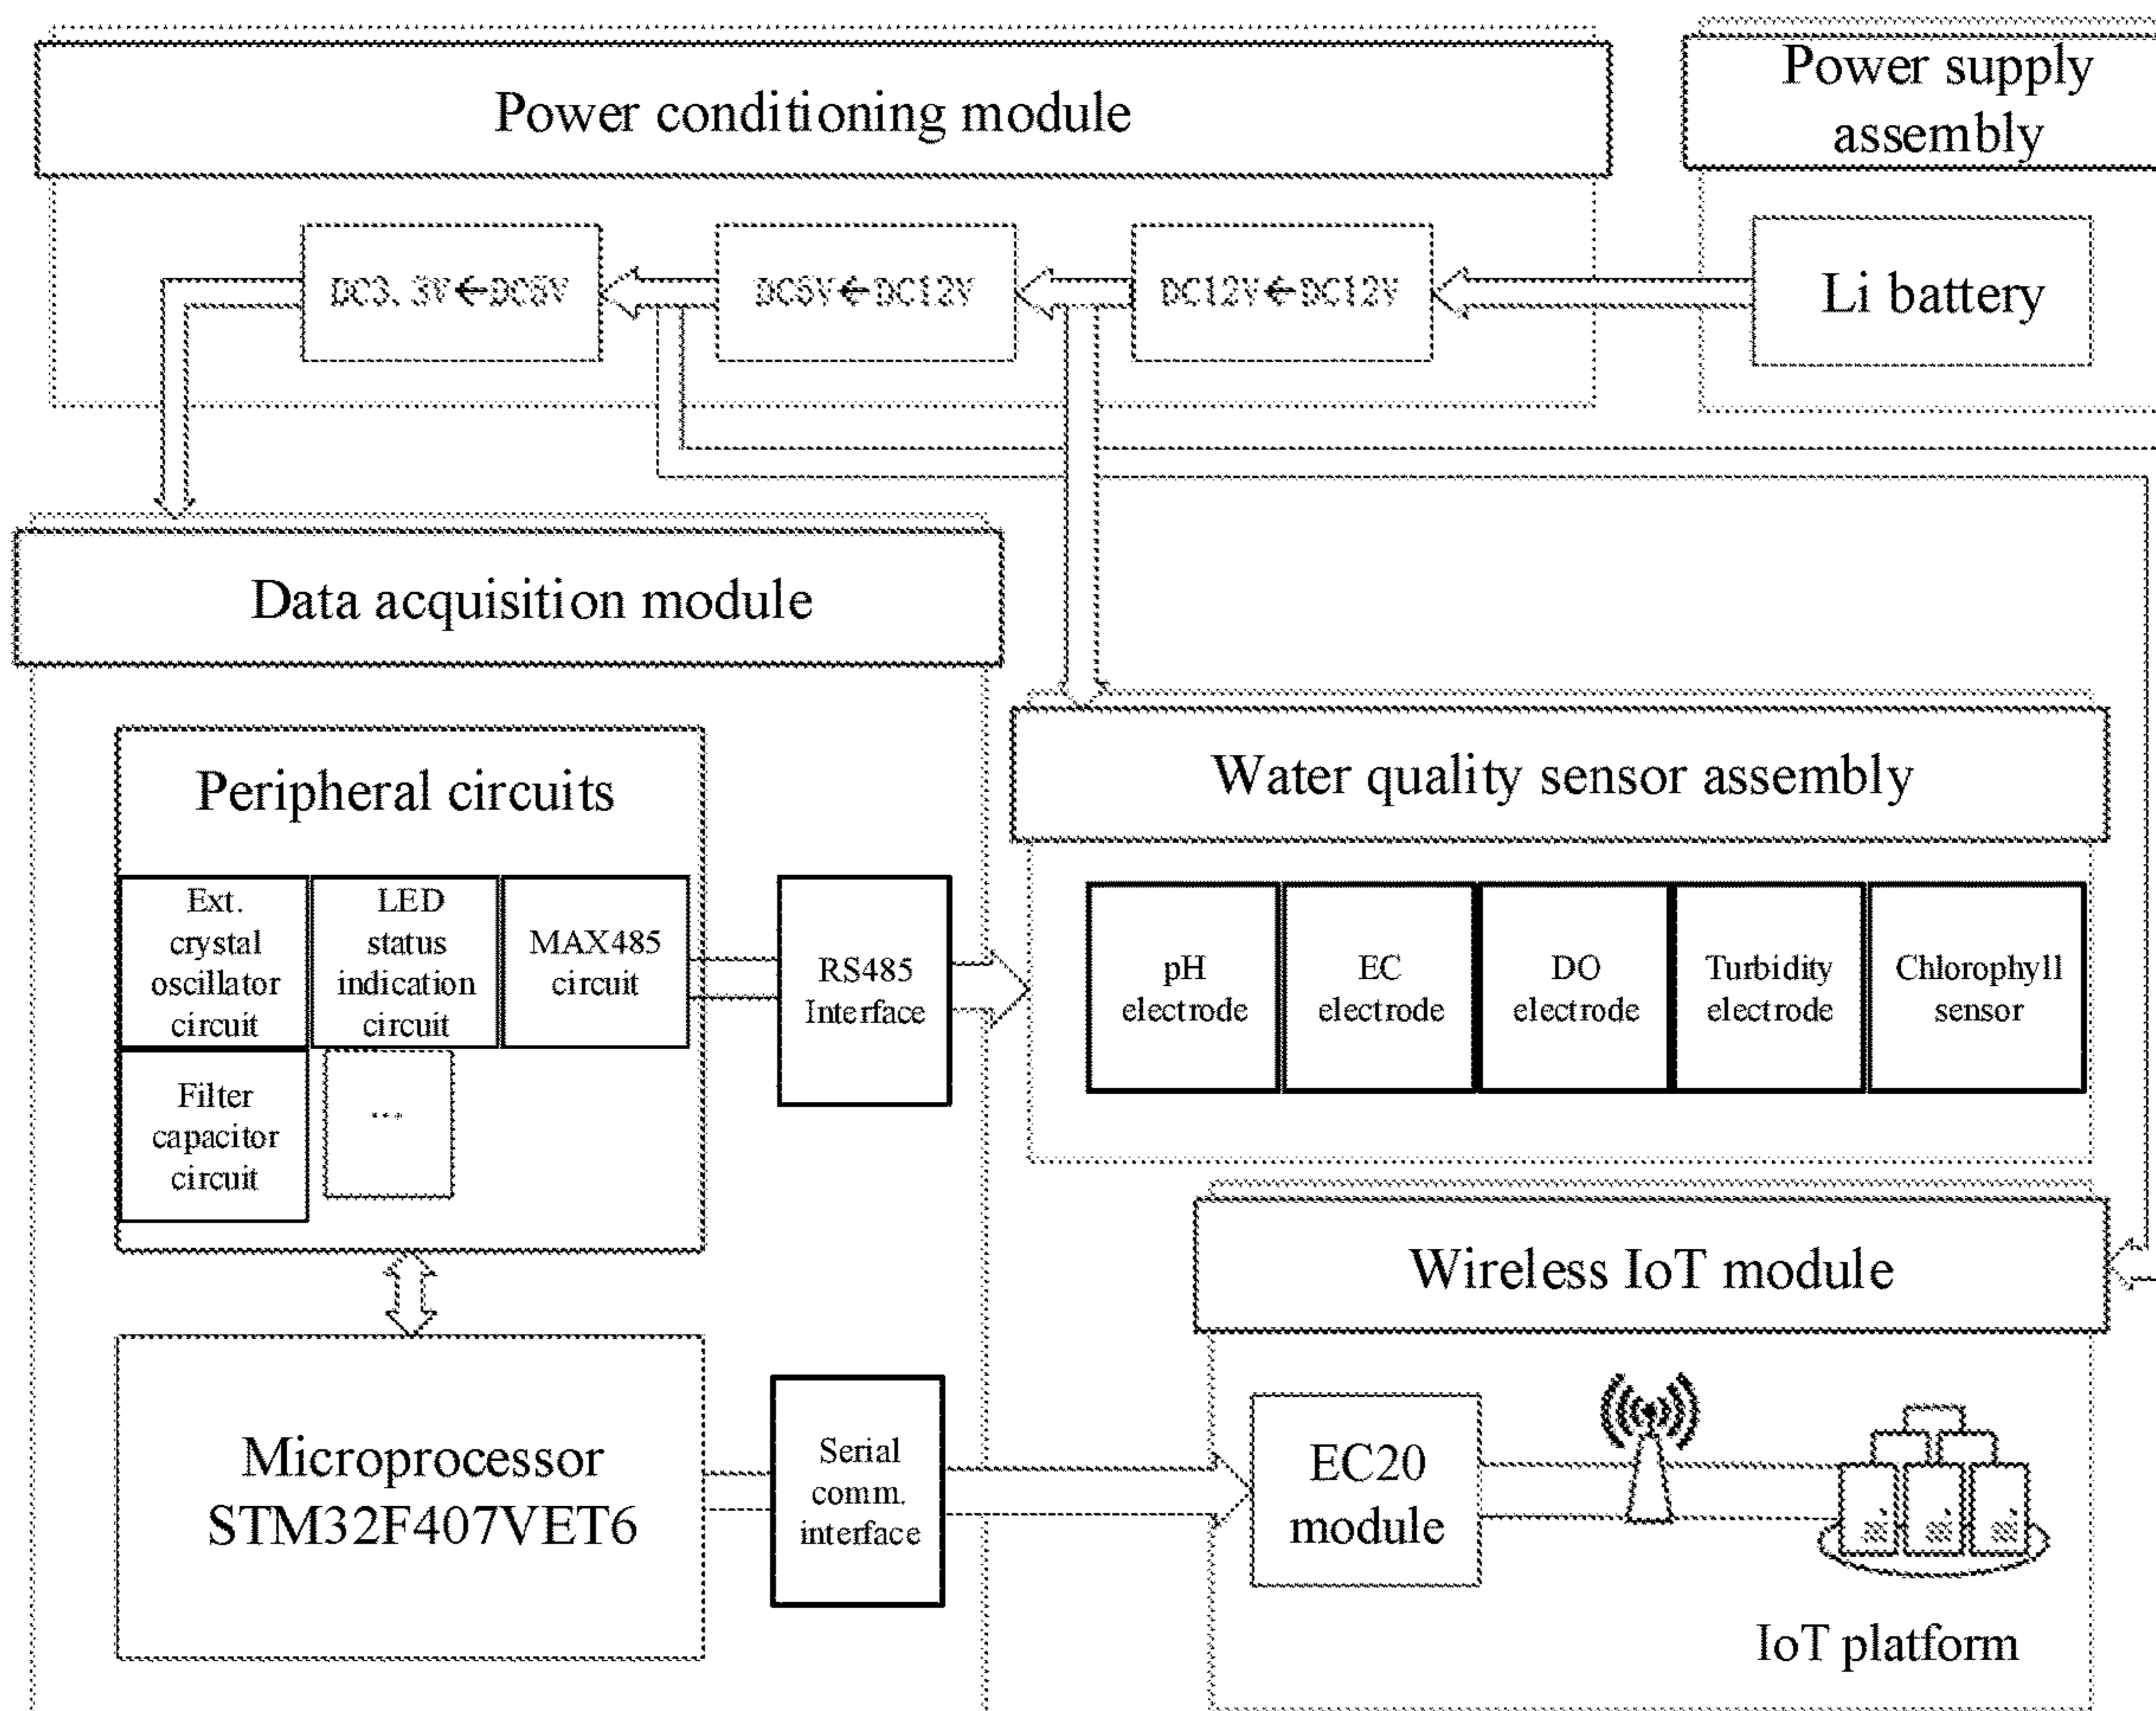 Power conditioning module
Power supply
assembly
DC3.3V←DC5V
DC5V←DC12V
DC12V←DC12V
Li battery
Data acquisition module
Peripheral circuits
Ext.
crystal
oscillator
circuit
LED
status
indication
circuit
MAX485
circuit
Filter
capacitor
circuit
...
RS485
Interface
Water quality sensor assembly
pH
electrode
EC
electrode
DO
electrode
Turbidity
electrode
Chlorophyll
sensor
Wireless IoT module
Microprocessor
STM32F407VET6
Serial
comm.
interface
EC20
module
IoT platform